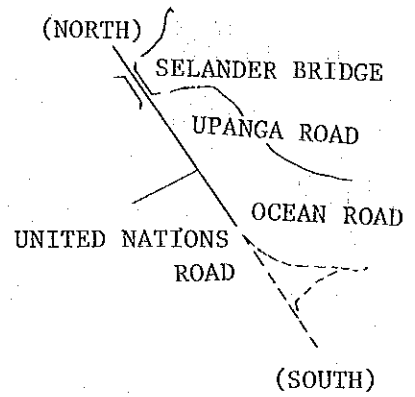 (NORTH)
SELANDER BRIDGE
UPANGA ROAD
OCEAN ROAD
UNITED NATIONS
ROAD
(SOUTH)